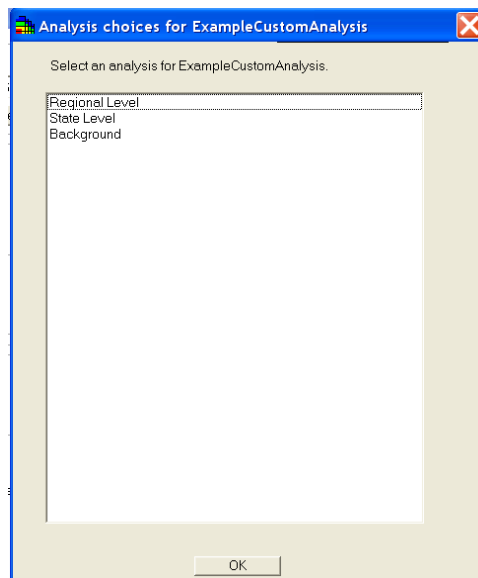 Analysis choices for ExampleCustomAnalysis
Select an analysis for ExampleCustomAnalysis.
Regional Level
State Level
Background
OK